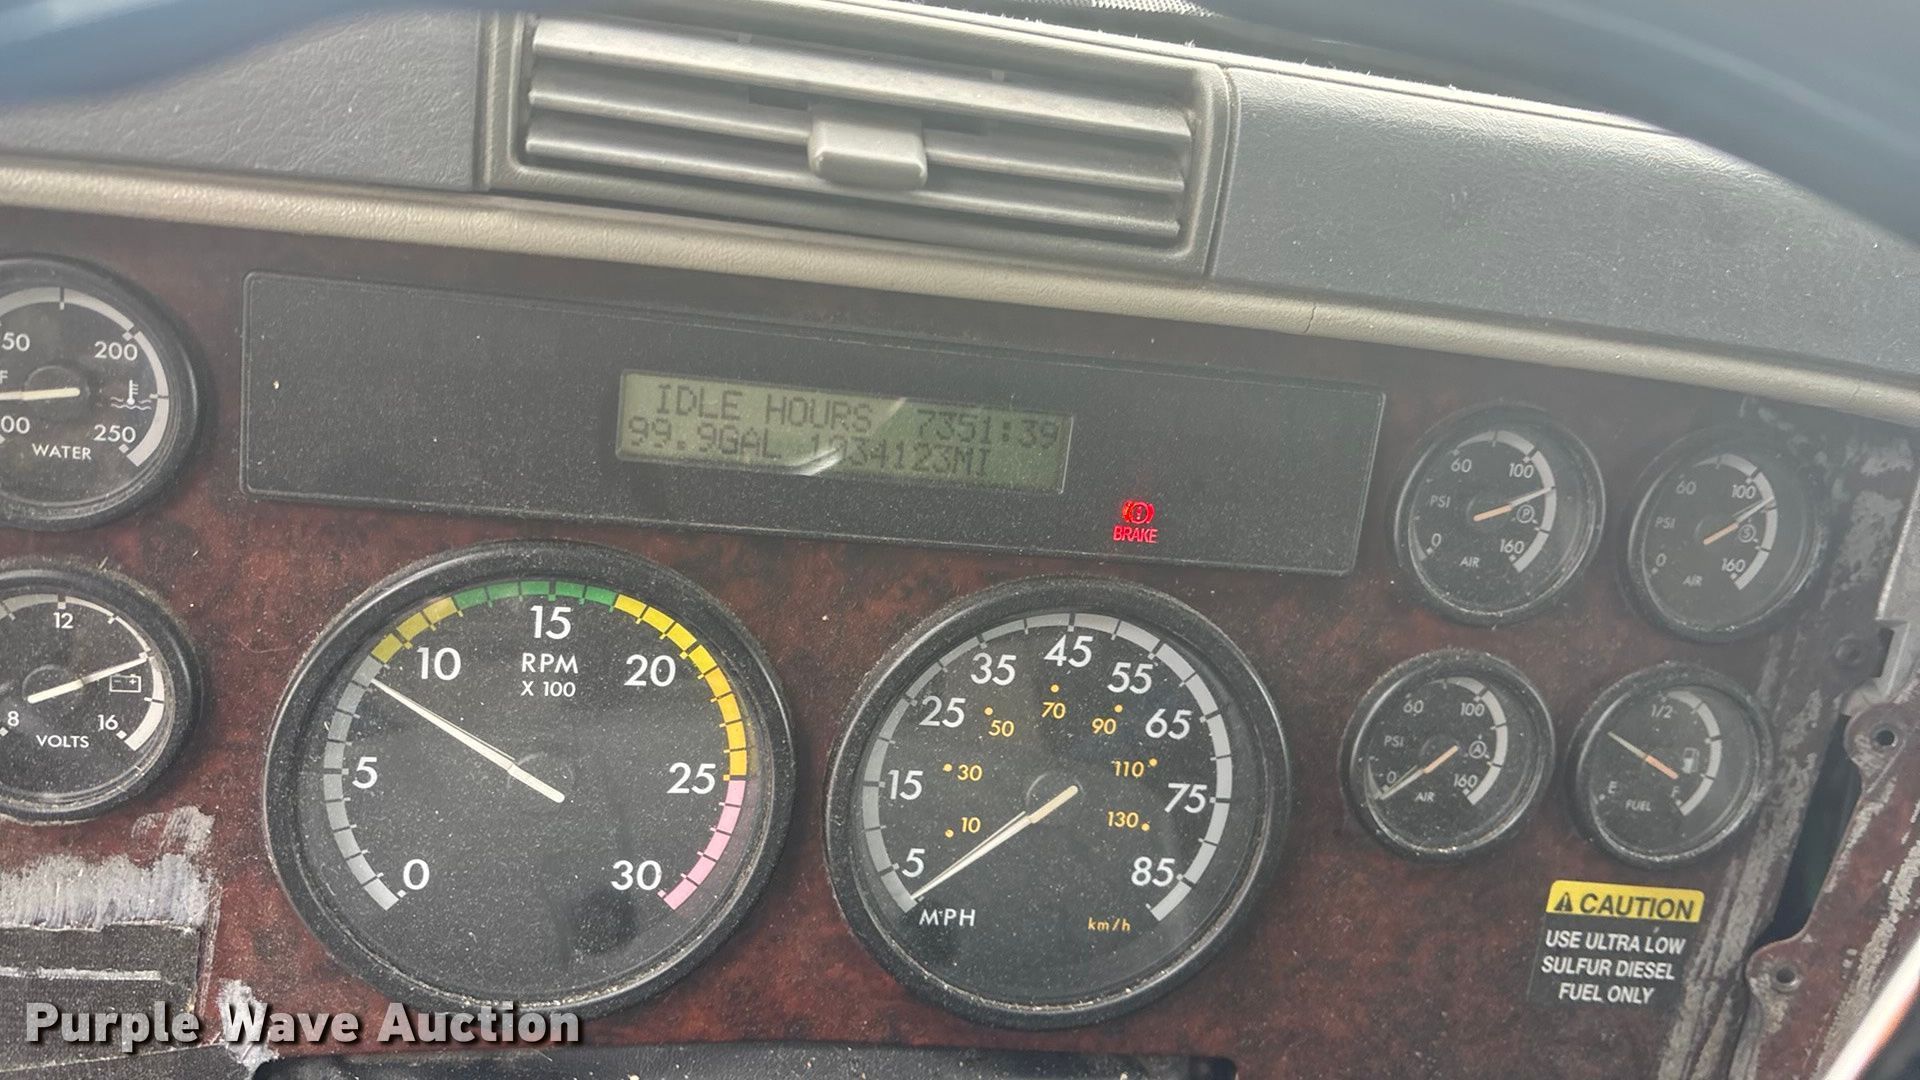 IDLE HOURS 7351:39
99.9GAL 1234123MI
BRAKE
50
200
F
00
250
WATER
12
8
16
VOLTS
15
10
20
RPM
X 100
5
25
0
30
45
35
55
25
70
65
50
90
30
110
15
75
10
130
5
85
MPH
km/h
60
100
PSI
P
0
160
AIR
60
100
PSI
S
0
160
AIR
60
100
PSI
A
0
160
AIR
1/2
E
F
FUEL
CAUTION
USE ULTRA LOW
SULFUR DIESEL
FUEL ONLY
Purple Wave Auction